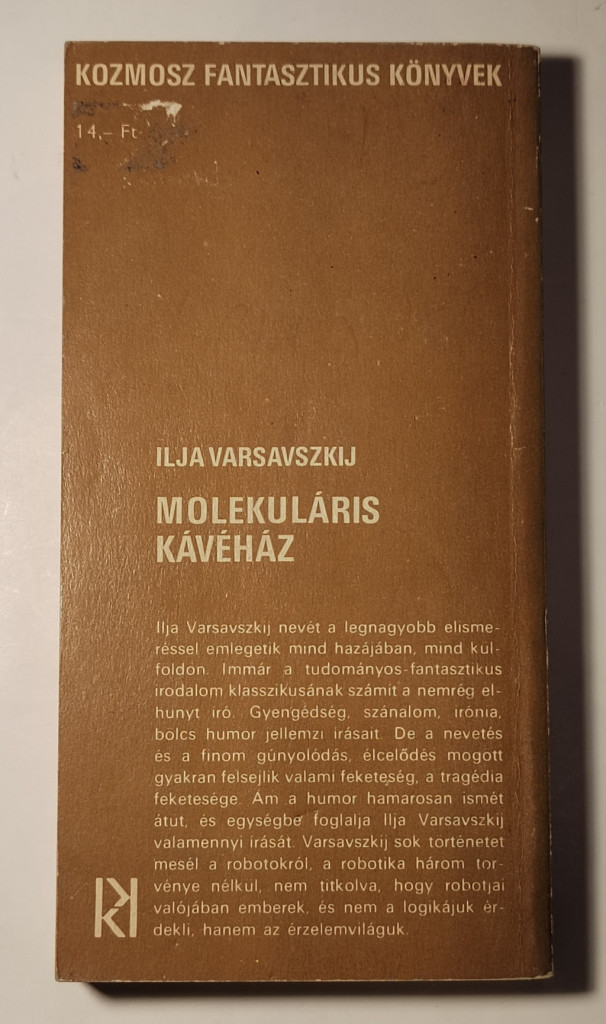 KOZMOSZ FANTASZTIKUS KÖNYVEK
14,– Ft
ILJA VARSAVSZKIJ
MOLEKULÁRIS
KÁVÉHÁZ
Ilja Varsavszkij nevét a legnagyobb elisme-
réssel emlegetik mind hazájában, mind kül-
földön. Immár a tudományos-fantasztikus
irodalom klasszikusának számít a nemrég el-
hunyt író. Gyengédség, szánalom, irónia,
bölcs humor jellemzi írásait. De a nevetés
és a finom gúnyolódás, élcelődés mögött
gyakran felsejlik valami feketeség, a tragédia
feketesége. Ám a humor hamarosan ismét
átüt, és egységbe foglalja Ilja Varsavszkij
valamennyi írását. Varsavszkij sok történetet
mesél a robotokról, a robotika három tör-
vénye nélkül, nem titkolva, hogy robotjai
valójában emberek, és nem a logikájuk ér-
dekli, hanem az érzelemviláguk.